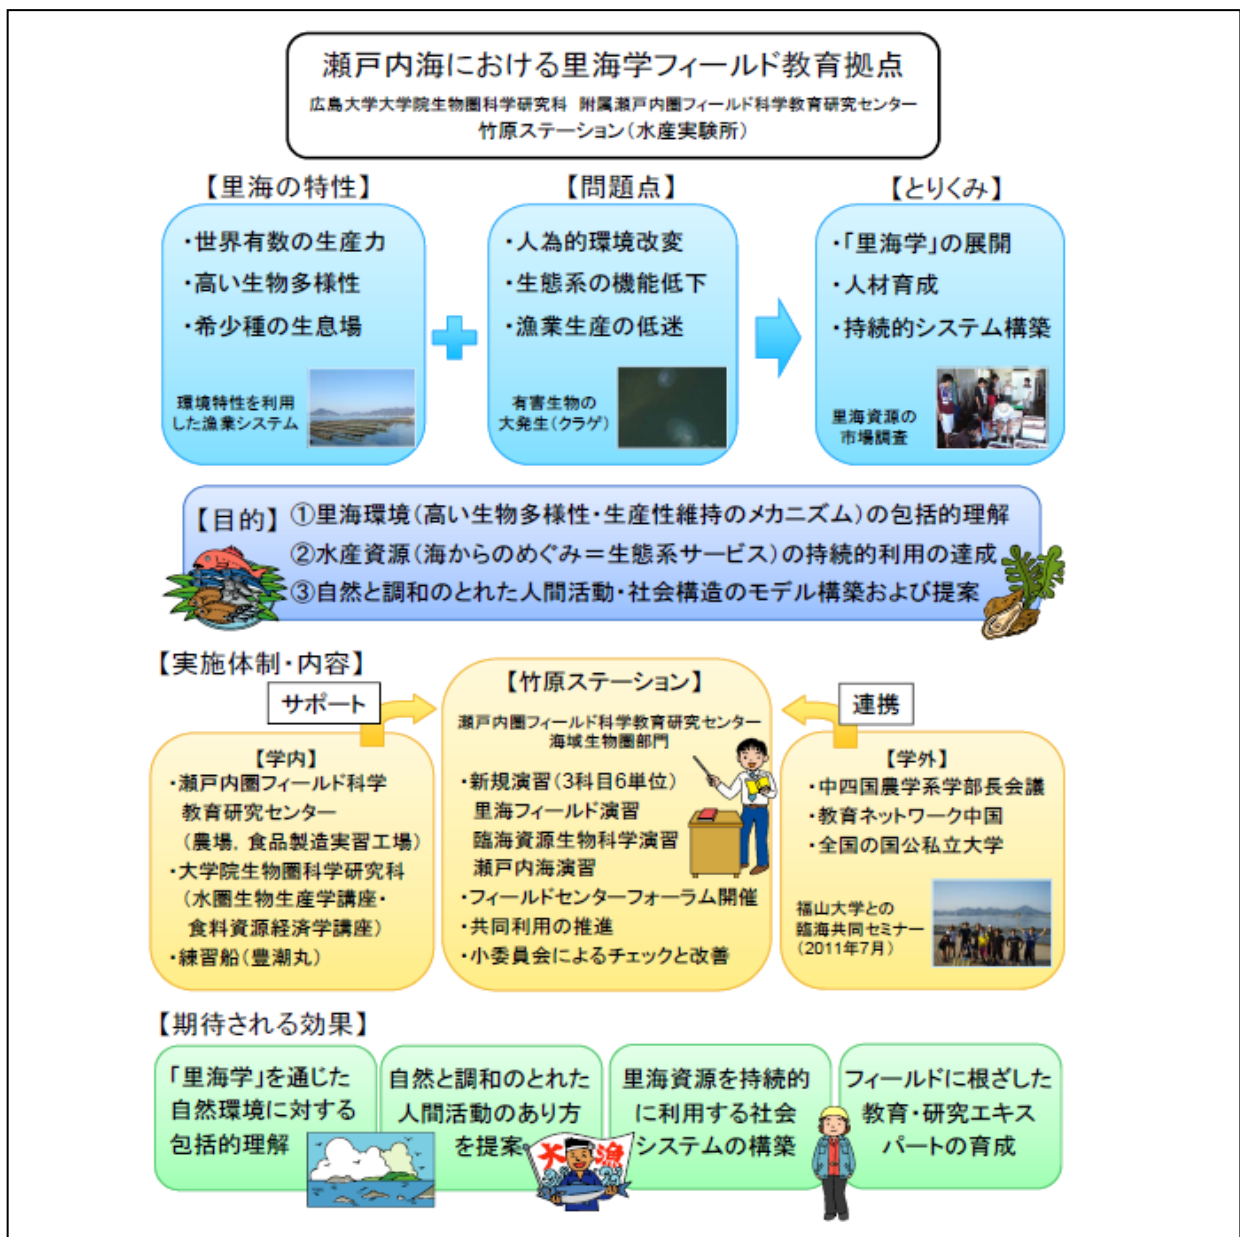 瀬戸内海における里海学フィールド教育拠点
広島大学大学院生物圏科学研究科 附属瀬戸内圏フィールド科学教育研究センター
竹原ステーション(水産実験所)
【里海の特性】
・世界有数の生産力
・高い生物多様性
・希少種の生息場
環境特性を利用
した漁業システム
【問題点】
・人為的環境改変
・生態系の機能低下
・漁業生産の低迷
有害生物の
大発生(クラゲ)
【とりくみ】
・「里海学」の展開
・人材育成
・持続的システム構築
里海資源の
市場調査
【目的】①里海環境(高い生物多様性・生産性維持のメカニズム)の包括的理解
②水産資源(海からのめぐみ=生態系サービス)の持続的利用の達成
③自然と調和のとれた人間活動・社会構造のモデル構築および提案
【実施体制・内容】
サポート
【学内】
・瀬戸内圏フィールド科学
教育研究センター
(農場,食品製造実習工場)
・大学院生物圏科学研究科
(水圏生物生産学講座・
食料資源経済学講座)
・練習船(豊潮丸)
【竹原ステーション】
瀬戸内圏フィールド科学教育研究センター
海域生物圏部門
・新規演習(3科目6単位)
里海フィールド演習
臨海資源生物科学演習
瀬戸内海演習
・フィールドセンターフォーラム開催
・共同利用の推進
・小委員会によるチェックと改善
連携
【学外】
・中四国農学系学部長会議
・教育ネットワーク中国
・全国の国公私立大学
福山大学との
臨海共同セミナー
(2011年7月)
【期待される効果】
「里海学」を通じた
自然環境に対する
包括的理解
自然と調和のとれた
人間活動のあり方
を提案
大漁
里海資源を持続的
に利用する社会
システムの構築
フィールドに根ざした
教育・研究エキス
パートの育成